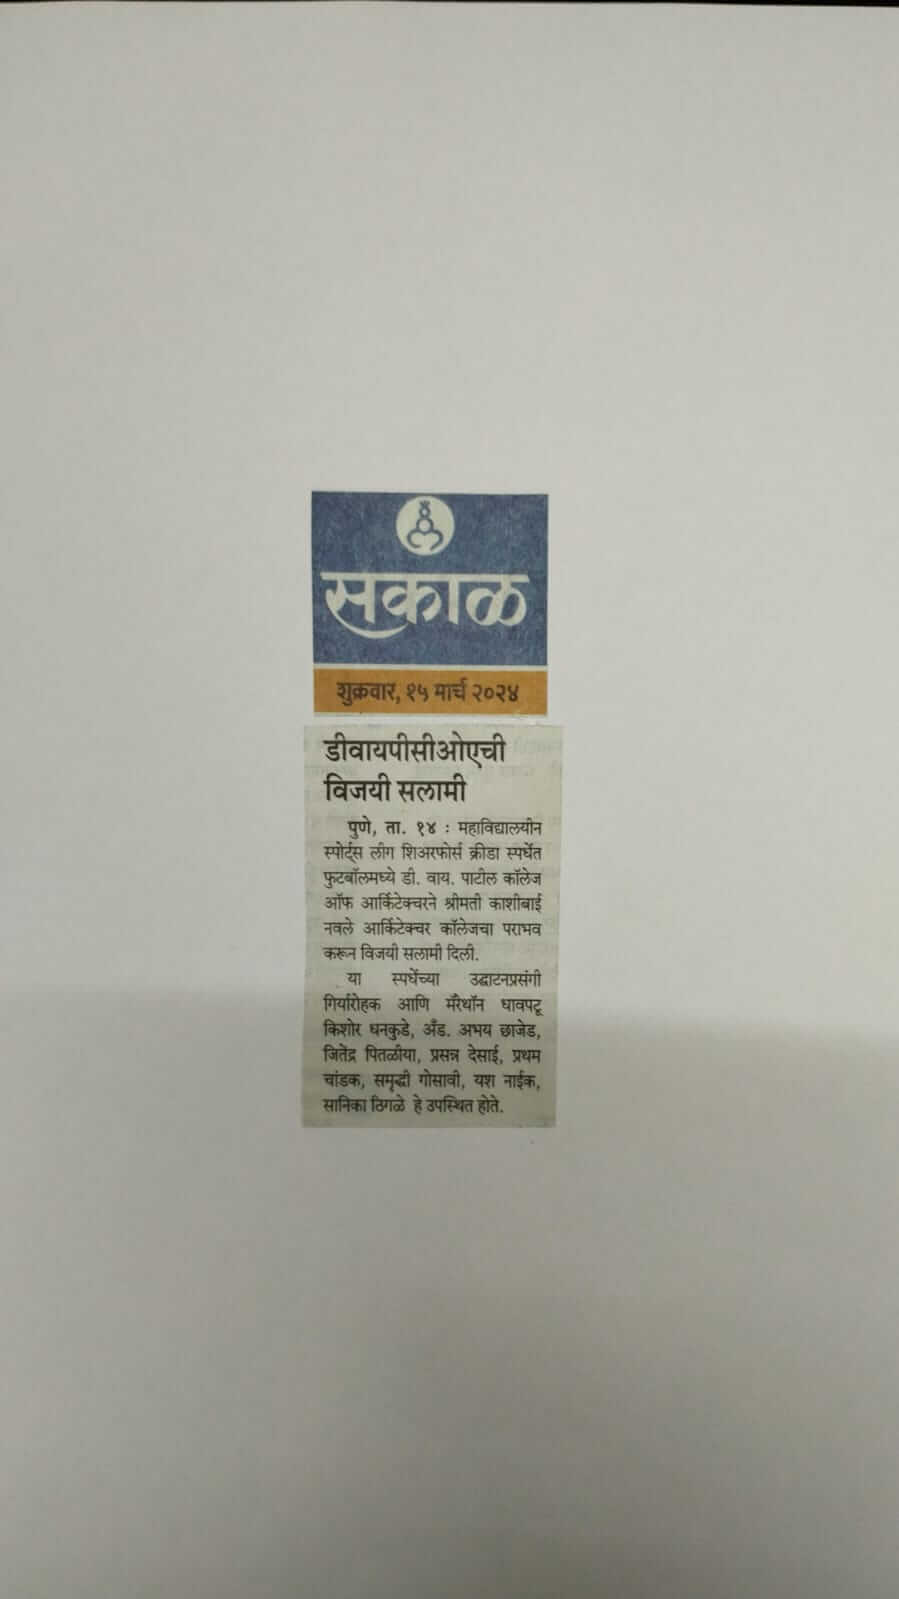 सकाळ
शुक्रवार, १५ मार्च २०२४
डीवायपीसीओएची
विजयी सलामी
पुणे, ता. १४ : महाविद्यालयीन
स्पोर्ट्स लीग शिअरफोर्स क्रीडा स्पर्धेत
फुटबॉलमध्ये डी. वाय. पाटील कॉलेज
ऑफ आर्किटेक्चरने श्रीमती काशीबाई
नवले आर्किटेक्चर कॉलेजचा पराभव
करून विजयी सलामी दिली.
या स्पर्धेच्या उद्घाटनप्रसंगी
गिर्यारोहक आणि मॅरेथॉन धावपटू
किशोर धनकुडे, ॲड. अभय छाजेड,
जितेंद्र पितळीया, प्रसन्न देसाई, प्रथम
चांडक, समृद्धी गोसावी, यश नाईक,
सानिका ठिगळे हे उपस्थित होते.